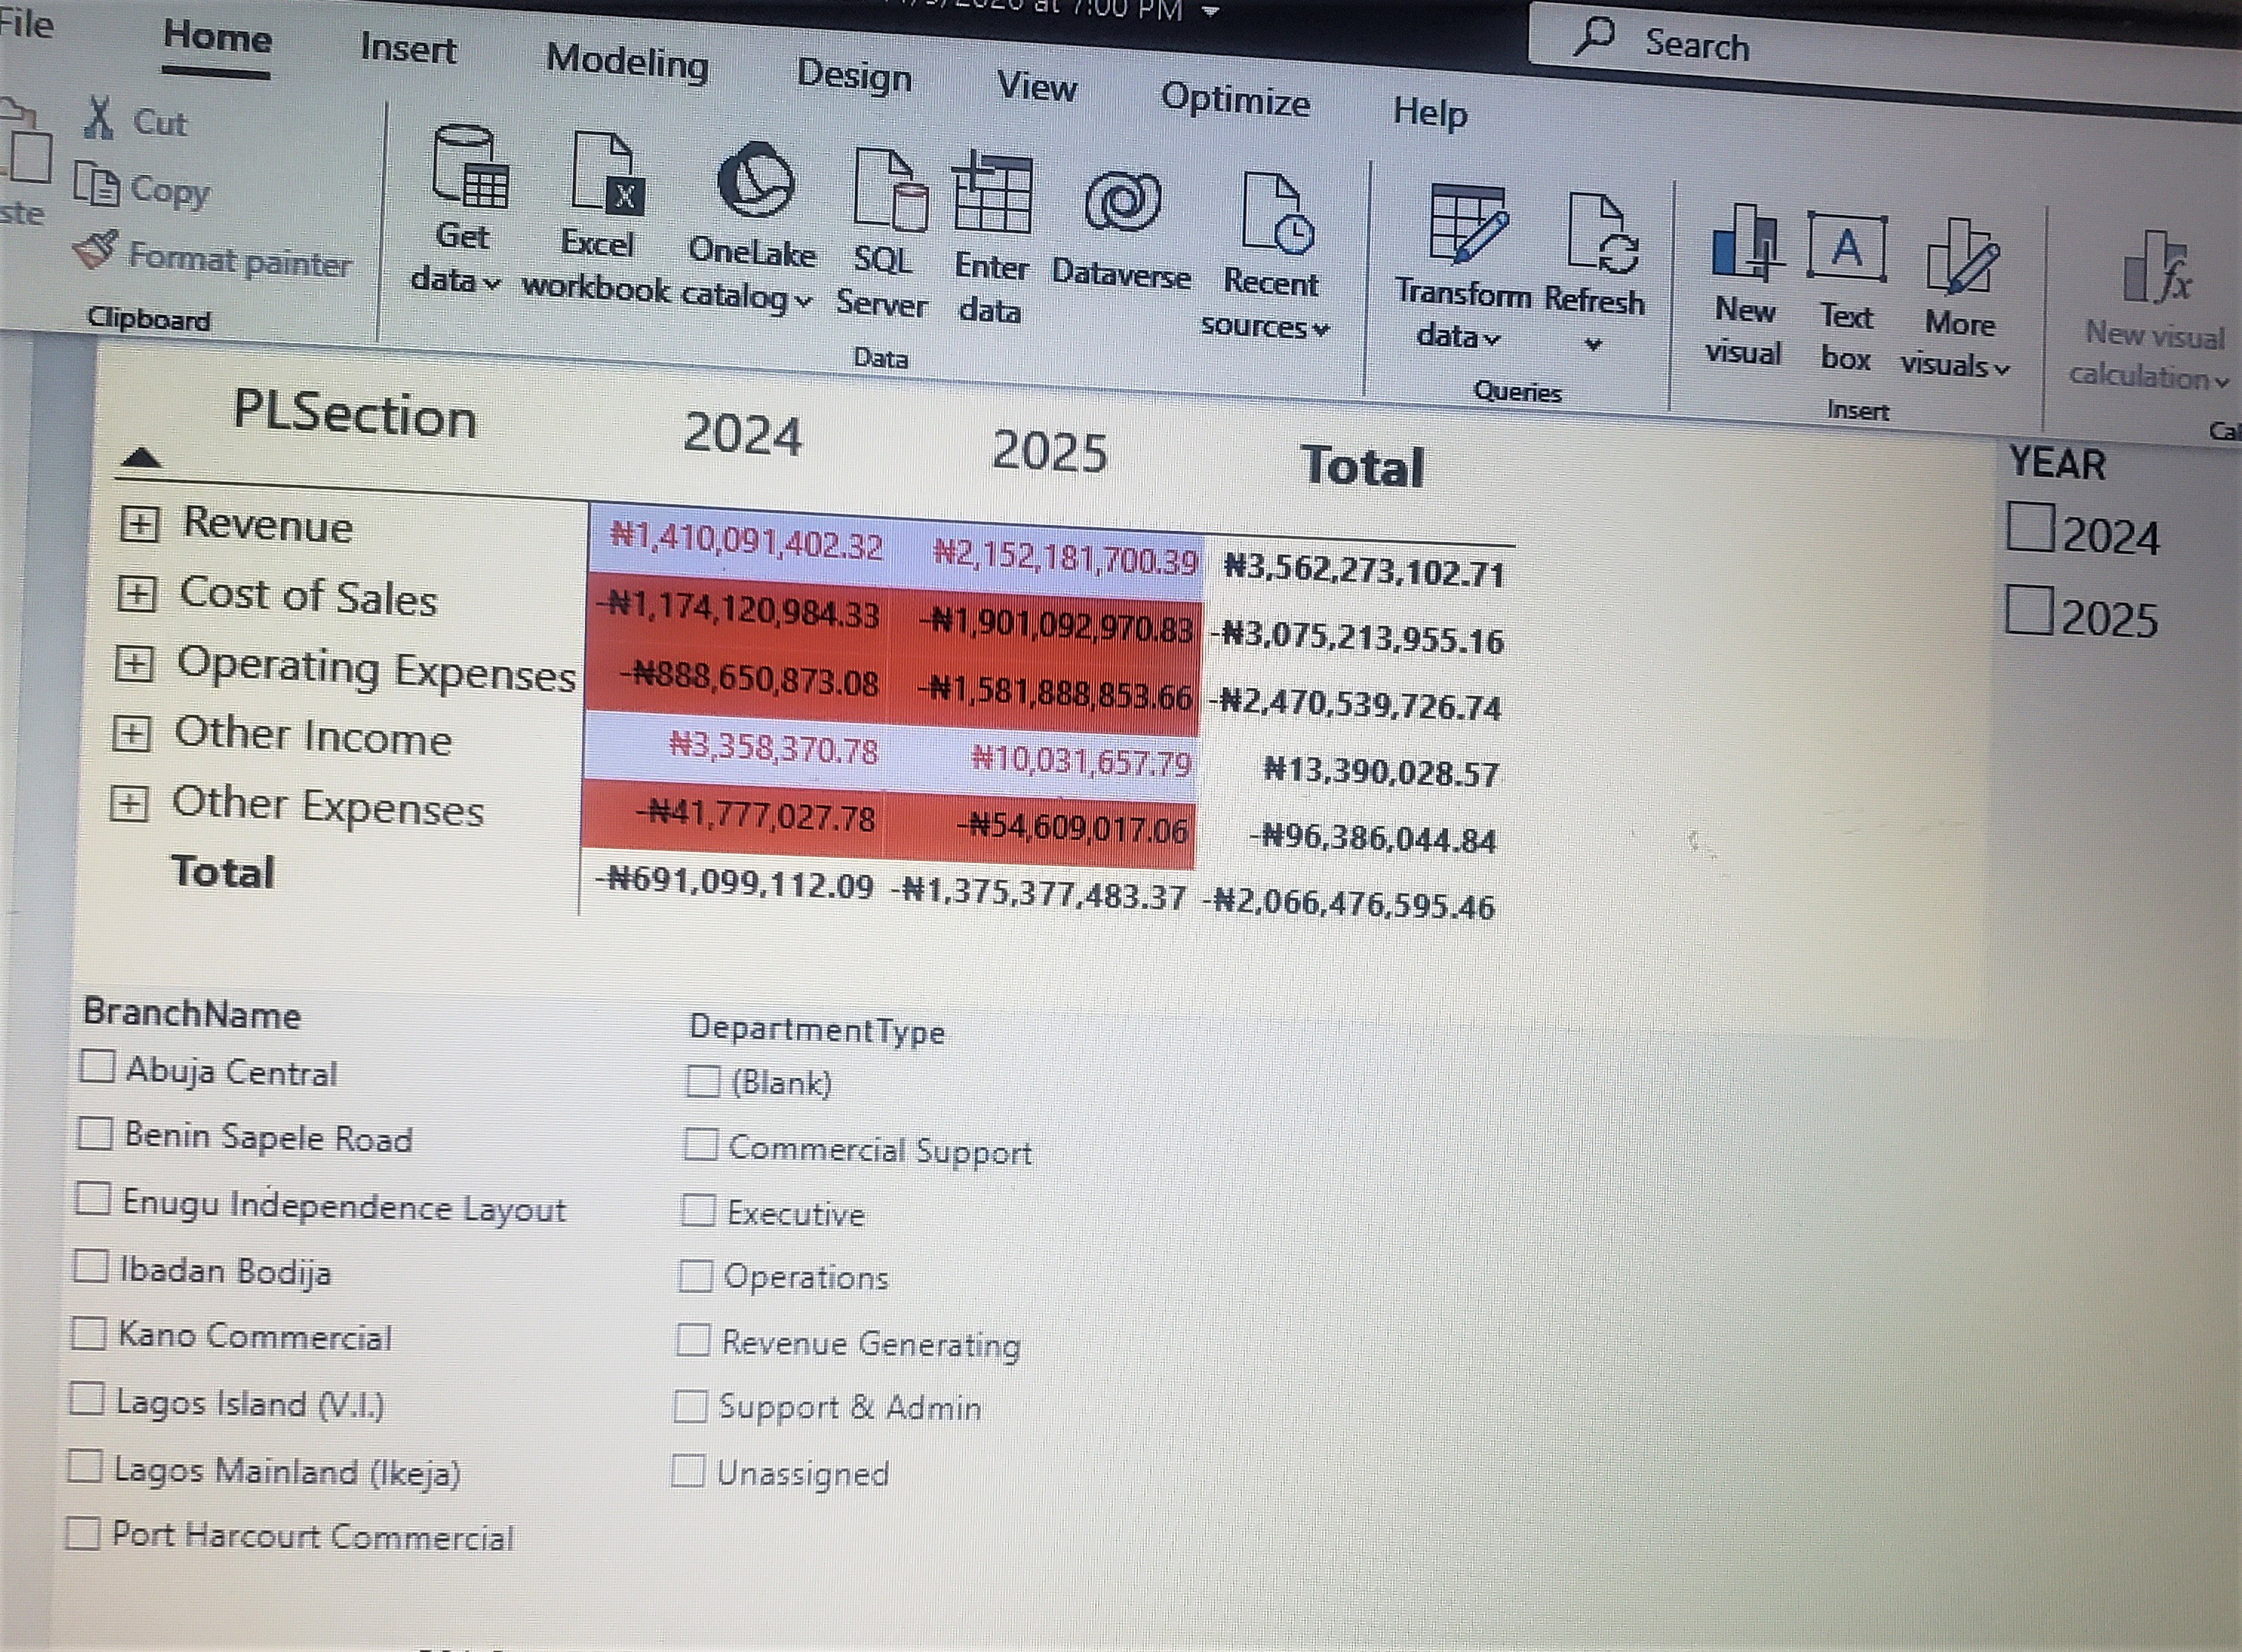 at 7:00 PM
Search
File
Home
Insert
Modeling
Design
View
Optimize
Help
Cut
Copy
Format painter
Clipboard
Get data
Excel workbook
OneLake catalog
SQL Server
Enter data
Dataverse
Recent sources
Data
Transform data
Refresh
Queries
New visual
Text box
More visuals
Insert
New visual calculation
PLSection 2024 2025 Total
Revenue ₦1,410,091,402.32 ₦2,152,181,700.39 ₦3,562,273,102.71
Cost of Sales -₦1,174,120,984.33 -₦1,901,092,970.83 -₦3,075,213,955.16
Operating Expenses -₦888,650,873.08 -₦1,581,888,853.66 -₦2,470,539,726.74
Other Income ₦3,358,370.78 ₦10,031,657.79 ₦13,390,028.57
Other Expenses -₦41,777,027.78 -₦54,609,017.06 -₦96,386,044.84
Total -₦691,099,112.09 -₦1,375,377,483.37 -₦2,066,476,595.46
YEAR
2024
2025
BranchName
Abuja Central
Benin Sapele Road
Enugu Independence Layout
Ibadan Bodija
Kano Commercial
Lagos Island (V.I.)
Lagos Mainland (Ikeja)
Port Harcourt Commercial
DepartmentType
(Blank)
Commercial Support
Executive
Operations
Revenue Generating
Support & Admin
Unassigned